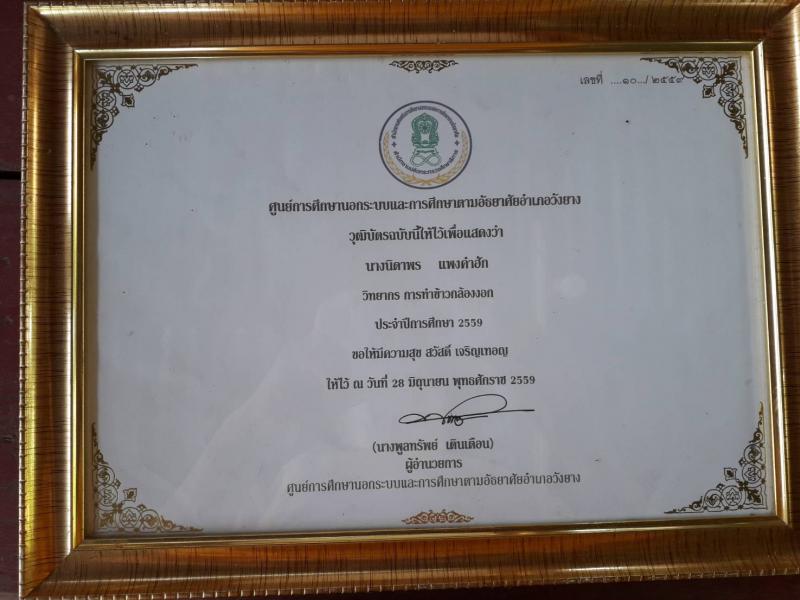 เลขที่ ....๑๐.../ ๒๕๕๙
ศูนย์การศึกษานอกระบบและการศึกษาตามอัธยาศัยอำเภอวังยาง
วุฒิบัตรฉบับนี้ให้ไว้เพื่อแสดงว่า
นางนิดาพร แพงคำฮัก
วิทยากร การทำข้าวกล้องงอก
ประจำปีการศึกษา 2559
ขอให้มีความสุข สวัสดิ์ เจริญเทอญ
ให้ไว้ ณ วันที่ 28 มิถุนายน พุทธศักราช 2559
(นางพูลทรัพย์ เดินเดือน)
ผู้อำนวยการ
ศูนย์การศึกษานอกระบบและการศึกษาตามอัธยาศัยอำเภอวังยาง